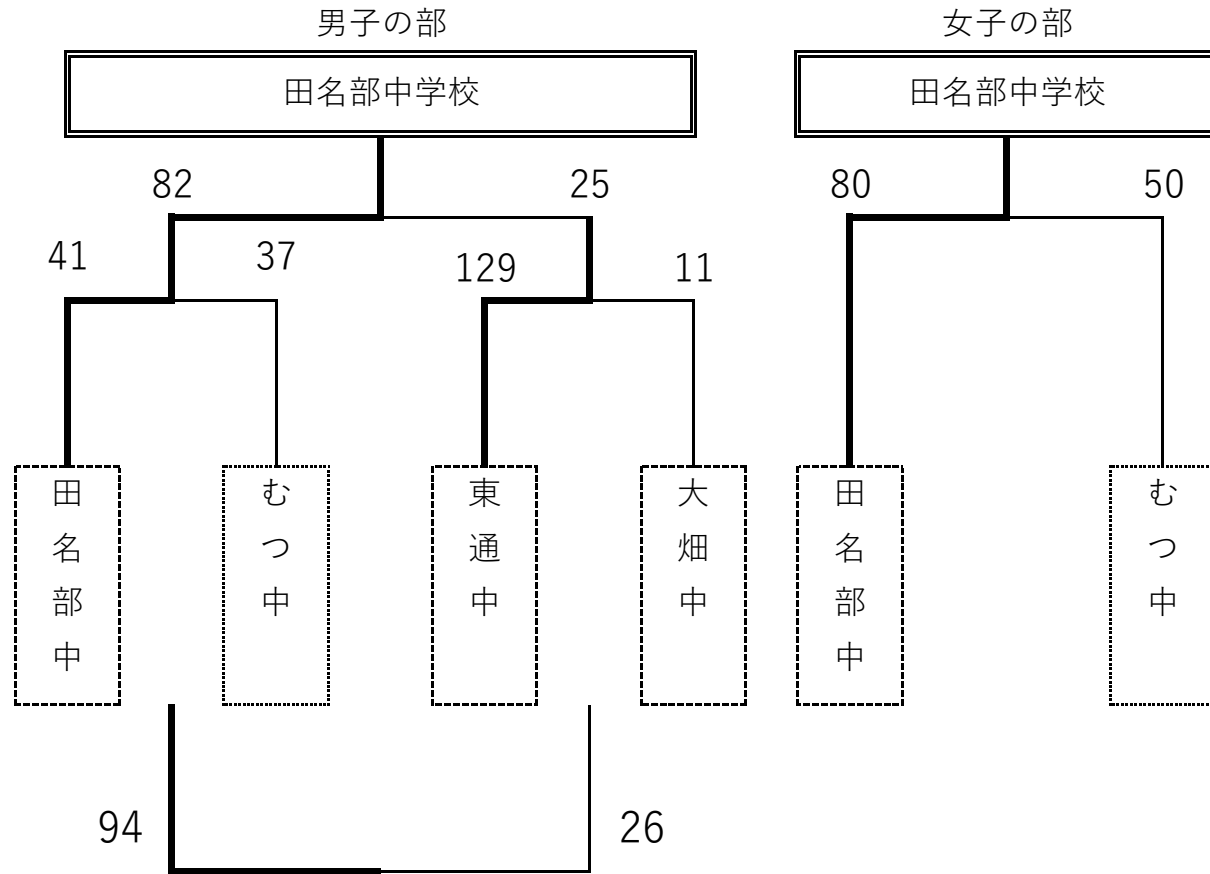 男子の部
女子の部
田名部中学校
田名部中学校
82
25
80
50
41
37
129
11
田名部中
むつ中
東通中
大畑中
田名部中
むつ中
94
26